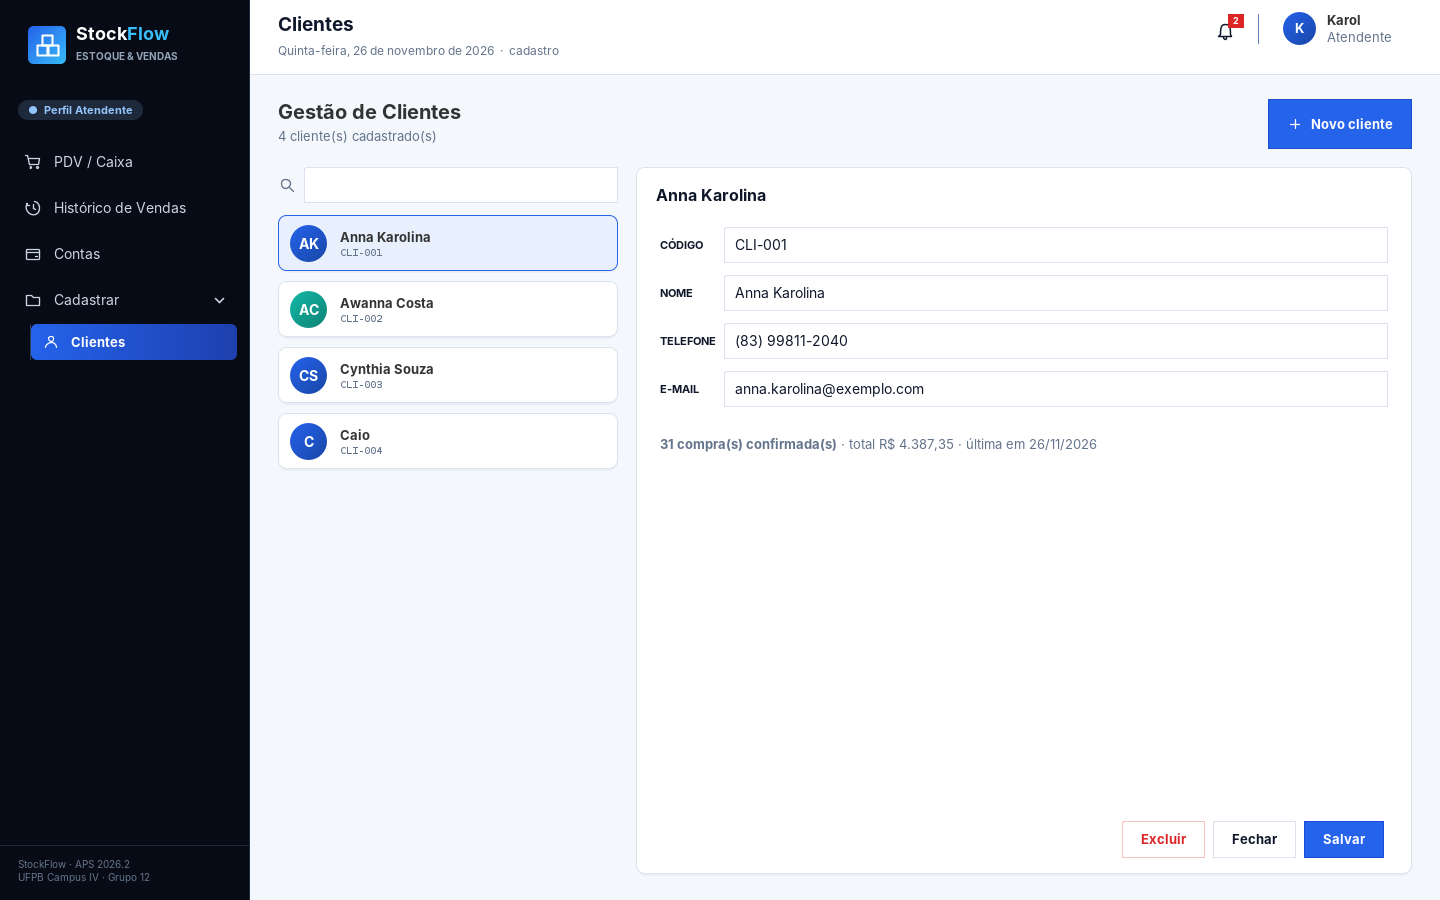 StockFlow
ESTOQUE & VENDAS
Perfil Atendente
PDV / Caixa
Histórico de Vendas
Contas
Cadastrar
Clientes
StockFlow · APS 2026.2
UFPB Campus IV · Grupo 12
Clientes
Quinta-feira, 26 de novembro de 2026 · cadastro
2
K
Karol
Atendente
Gestão de Clientes
4 cliente(s) cadastrado(s)
+ Novo cliente
AK
Anna Karolina
CLI-001
AC
Awanna Costa
CLI-002
CS
Cynthia Souza
CLI-003
C
Caio
CLI-004
Anna Karolina
CÓDIGO CLI-001
NOME Anna Karolina
TELEFONE (83) 99811-2040
E-MAIL anna.karolina@exemplo.com
31 compra(s) confirmada(s) · total R$ 4.387,35 · última em 26/11/2026
Excluir Fechar Salvar